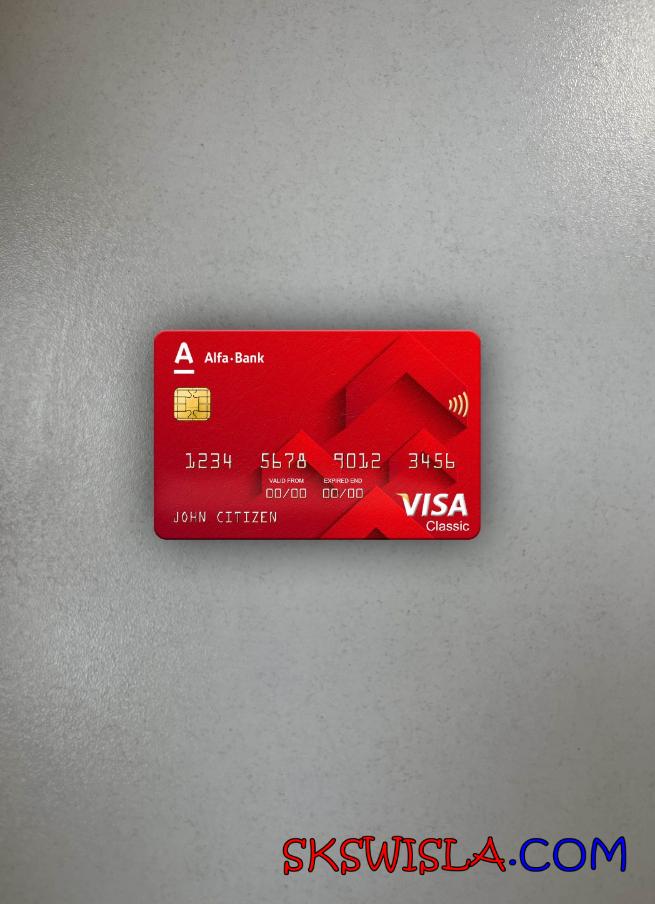 A Alfa·Bank
1234 5678 9012 3456
VALID FROM EXPIRED END
00/00 00/00
JOHN CITIZEN
VISA
Classic
SKSWISLA.COM